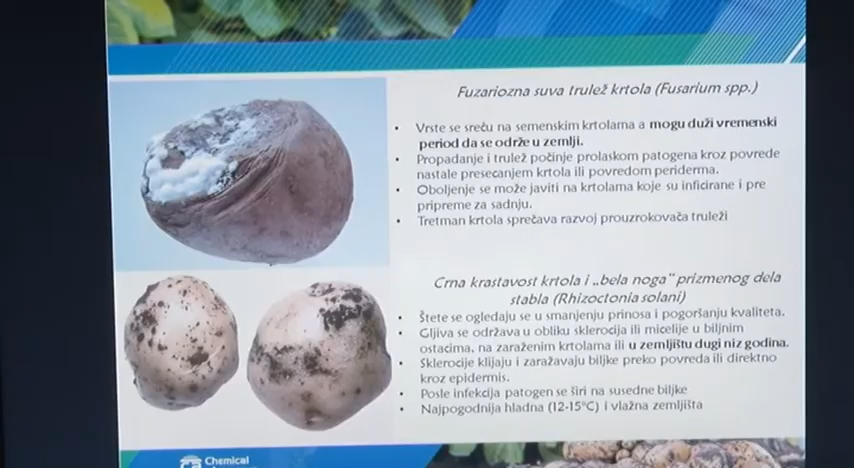 Fuzariozna suva trulež krtola (Fusarium spp.)
• Vrste se sreću na semenskim krtolama a mogu duži vremenski
period da se održe u zemlji.
• Propadanje i trulež počinje prolaskom patogena kroz povrede
nastale presecanjem krtola ili povredom periderma.
• Oboljenje se može javiti na krtolama koje su inficirane i pre
pripreme za sadnju.
• Tretman krtola sprečava razvoj prouzrokovača truleži
Crna krastavost krtola i „bela noga" prizmenog dela
stabla (Rhizoctonia solani)
• Štete se ogledaju se u smanjenju prinosa i pogoršanju kvaliteta.
• Gljiva se održava u obliku sklerocija ili micelije u biljnim
ostacima, na zaraženim krtolama ili u zemljištu dugi niz godina.
• Sklerocije klijaju i zaražavaju biljke preko povreda ili direktno
kroz epidermis.
• Posle infekcija patogen se širi na susedne biljke
• Najpogodnija hladna (12-15°C) i vlažna zemljišta
Chemical